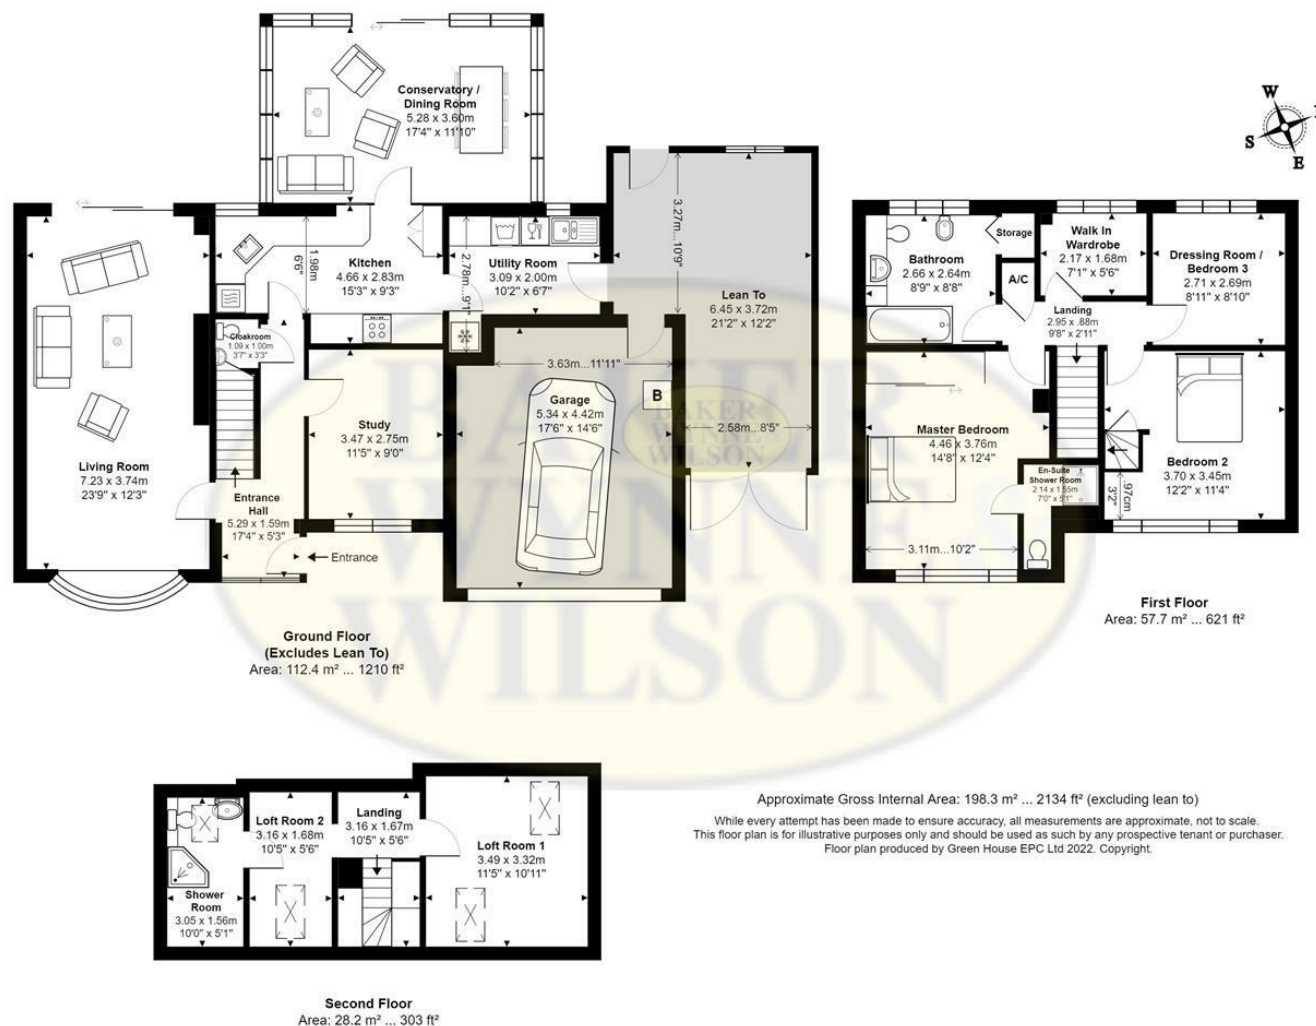 Conservatory /
Dining Room
5.28 x 3.60m
17'4" x 11'10"
W
S
E
Kitchen
4.66 x 2.83m
15'3" x 9'3"
1.98m
6'6"
Utility Room
3.09 x 2.00m
10'2" x 6'7"
2.78m...9'1"
3.27m...10'9"
Lean To
6.45 x 3.72m
21'2" x 12'2"
2.58m...8'5"
Cloakroom
1.09 x 1.00m
3'7" x 3'3"
Living Room
7.23 x 3.74m
23'9" x 12'3"
Study
3.47 x 2.75m
11'5" x 9'0"
3.63m...11'11"
Garage
5.34 x 4.42m
17'6" x 14'6"
B
Entrance
Hall
5.29 x 1.59m
17'4" x 5'3"
Entrance
Ground Floor
(Excludes Lean To)
Area: 112.4 m² ... 1210 ft²
Bathroom
2.66 x 2.64m
8'9" x 8'8"
Storage
A/C
Walk In
Wardrobe
2.17 x 1.68m
7'1" x 5'6"
Dressing Room /
Bedroom 3
2.71 x 2.69m
8'11" x 8'10"
Landing
2.95 x .88m
9'8" x 2'11"
Master Bedroom
4.46 x 3.76m
14'8" x 12'4"
3.11m...10'2"
En-Suite
Shower Room
2.14 x 1.55m
7'0" x 5'1"
.97cm
3'2"
Bedroom 2
3.70 x 3.45m
12'2" x 11'4"
First Floor
Area: 57.7 m² ... 621 ft²
BAKER
WYNNE
WILSON
BAKER
WYNNE
WILSON
Shower
Room
3.05 x 1.56m
10'0" x 5'1"
Loft Room 2
3.16 x 1.68m
10'5" x 5'6"
Landing
3.16 x 1.67m
10'5" x 5'6"
Loft Room 1
3.49 x 3.32m
11'5" x 10'11"
Second Floor
Area: 28.2 m² ... 303 ft²
Approximate Gross Internal Area: 198.3 m² ... 2134 ft² (excluding lean to)
While every attempt has been made to ensure accuracy, all measurements are approximate, not to scale.
This floor plan is for illustrative purposes only and should be used as such by any prospective tenant or purchaser.
Floor plan produced by Green House EPC Ltd 2022. Copyright.